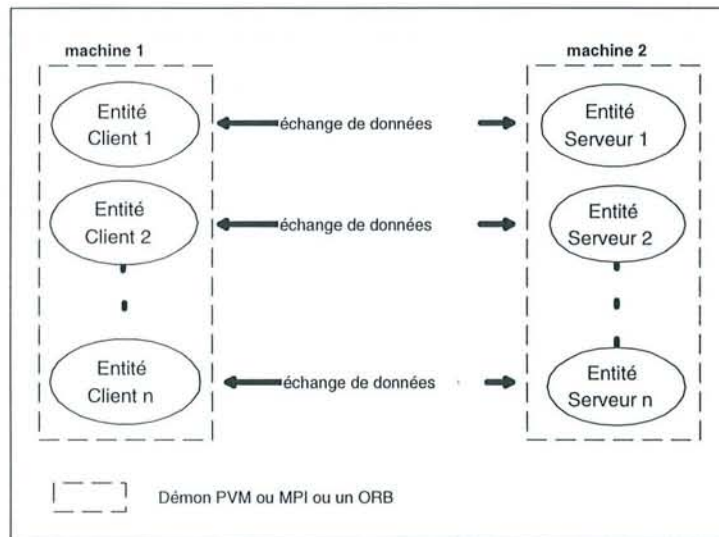 machine 1
machine 2
Entité
Client 1
échange de données
Entité
Serveur 1
Entité
Client 2
échange de données
Entité
Serveur 2
Entité
Client n
échange de données
Entité
Serveur n
Démon PVM ou MPI ou un ORB